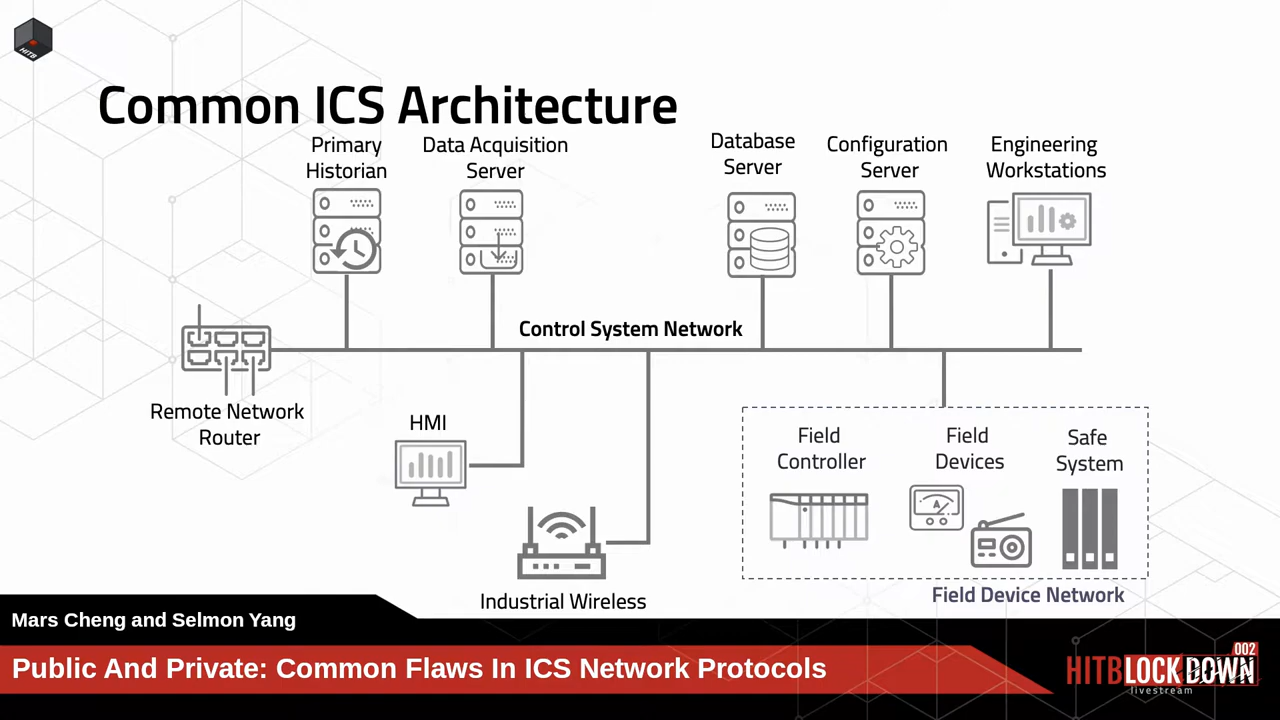 HITB
Common ICS Architecture
Primary
Historian
Data Acquisition
Server
Database
Server
Configuration
Server
Engineering
Workstations
Control System Network
Remote Network
Router
HMI
Industrial Wireless
Field
Controller
Field
Devices
A
Safe
System
Field Device Network
Mars Cheng and Selmon Yang
Public And Private: Common Flaws In ICS Network Protocols
002
HITBLOCKDOWN
livestream